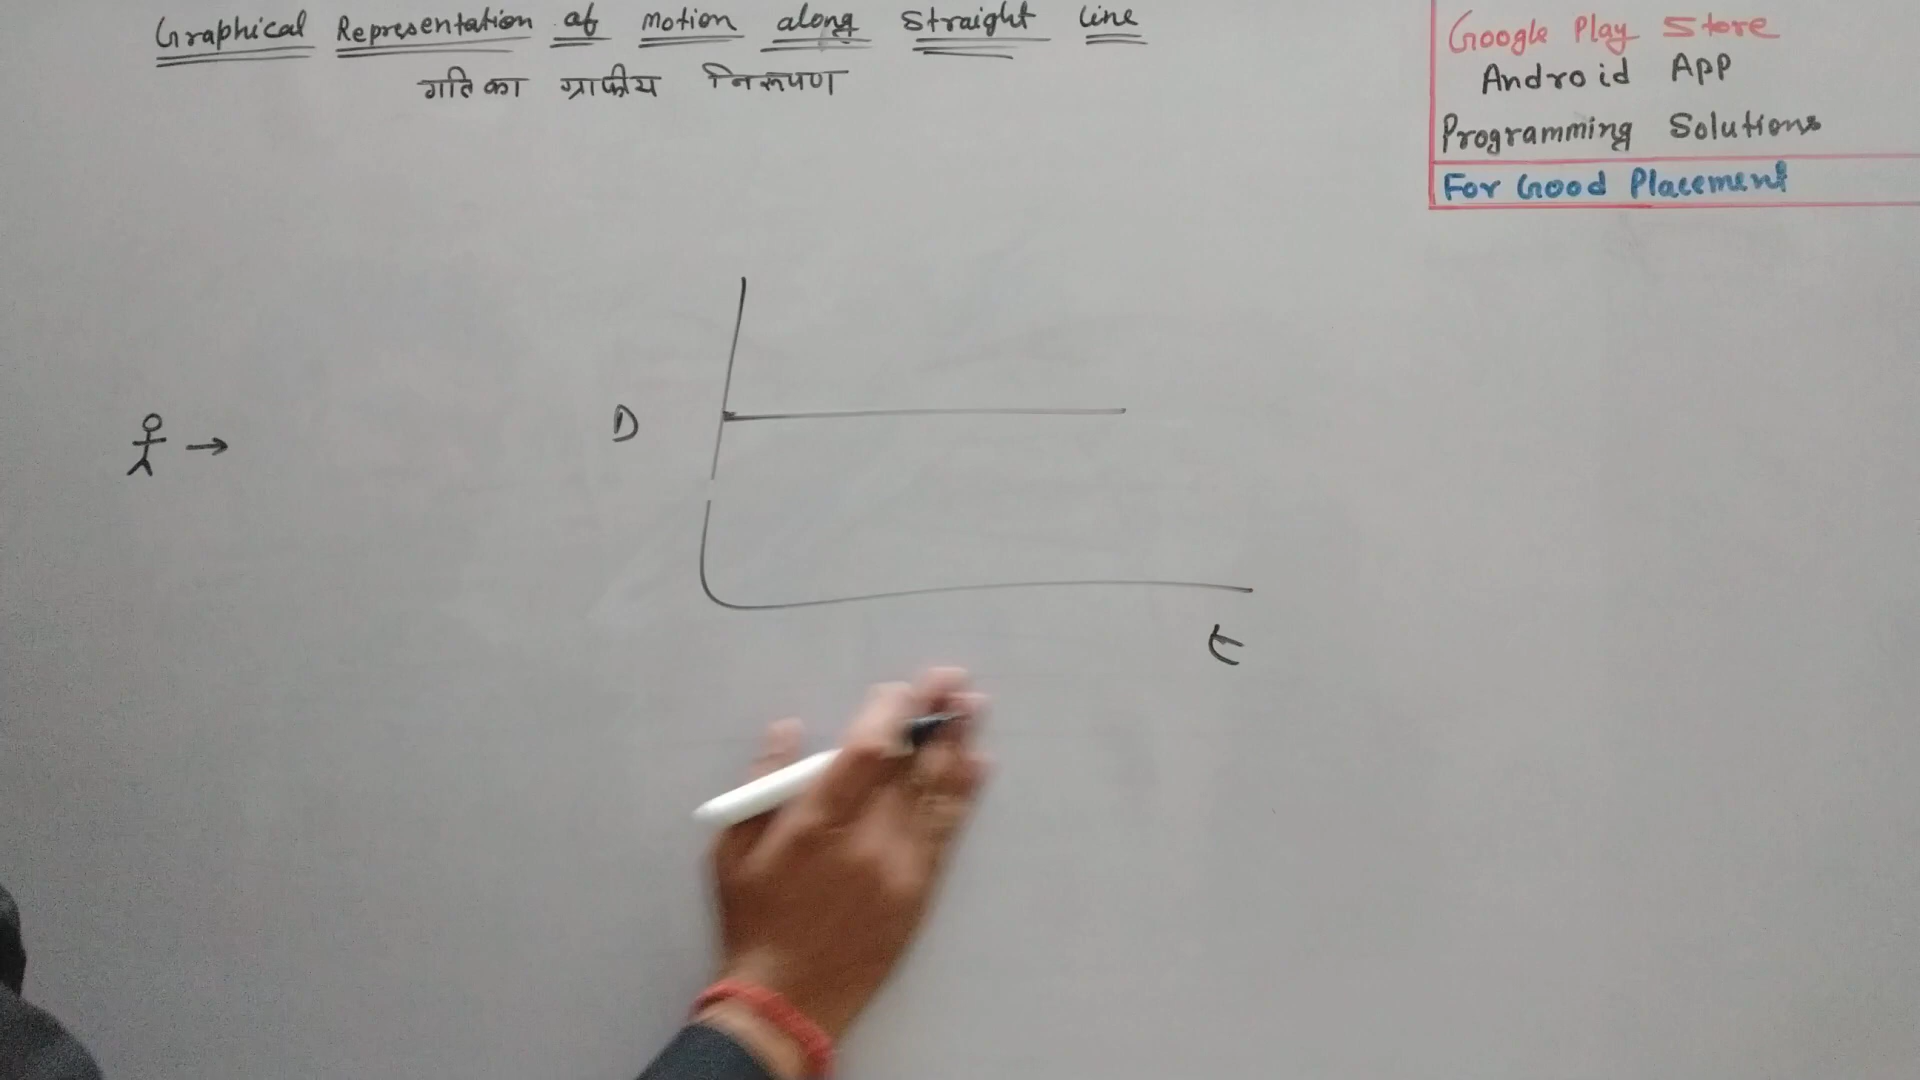 Graphical Representation of motion along Straight line
गति का ग्राफीय निरूपण
Google Play Store
Android App
Programming Solutions
For Good Placement
D
t